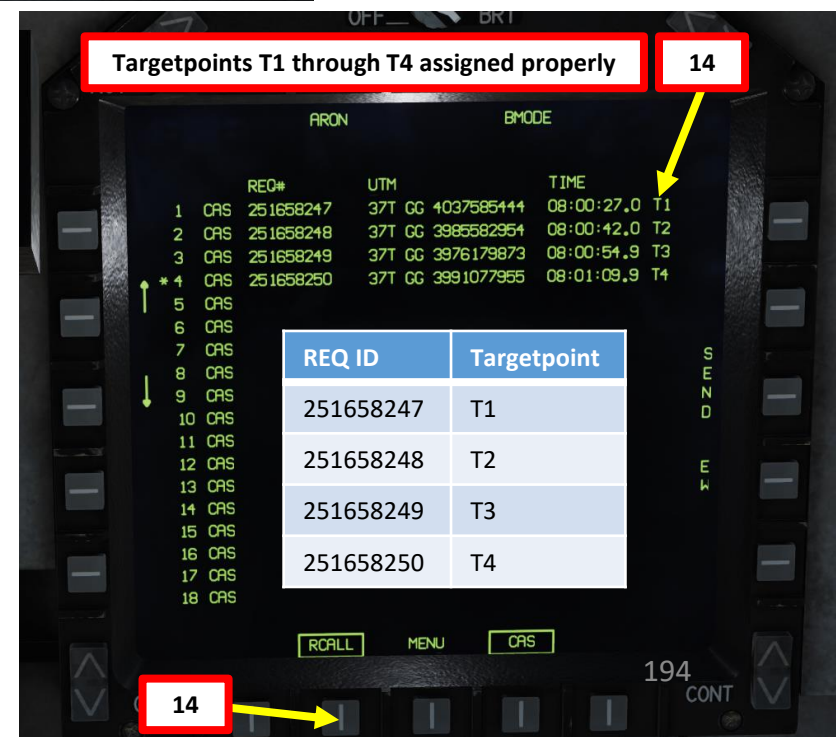 OFF BRT
Targetpoints T1 through T4 assigned properly 14
ARON BMODE
REQ# UTM TIME
1 CAS 251658247 37T GG 4037585444 08:00:27.0 T1
2 CAS 251658248 37T GG 3985582954 08:00:42.0 T2
3 CAS 251658249 37T GG 3976179873 08:00:54.9 T3
* 4 CAS 251658250 37T GG 3991077955 08:01:09.9 T4
5 CAS
6 CAS
7 CAS
8 CAS
9 CAS
10 CAS
11 CAS
12 CAS
13 CAS
14 CAS
15 CAS
16 CAS
17 CAS
18 CAS
REQ ID Targetpoint
251658247 T1
251658248 T2
251658249 T3
251658250 T4
SEND
EW
RCALL MENU CAS
194
CONT
14